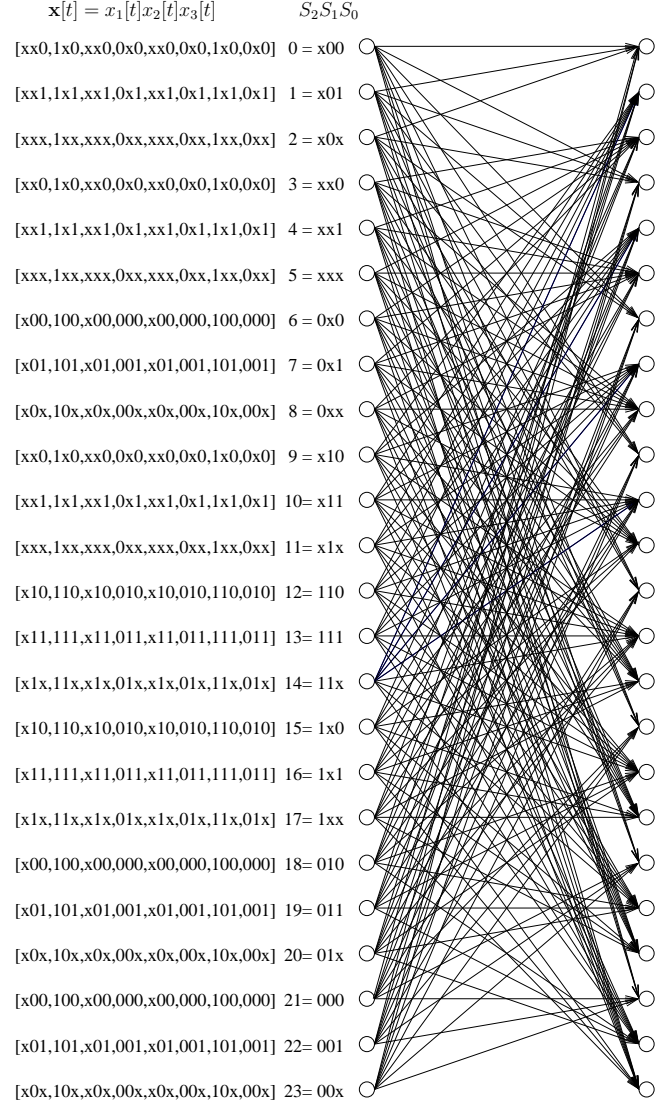 x[t] = x₁[t]x₂[t]x₃[t] S₂S₁S₀
[xx0,1x0,xx0,0x0,xx0,0x0,1x0,0x0] 0 = x00
[xx1,1x1,xx1,0x1,xx1,0x1,1x1,0x1] 1 = x01
[xxx,1xx,xxx,0xx,xxx,0xx,1xx,0xx] 2 = x0x
[xx0,1x0,xx0,0x0,xx0,0x0,1x0,0x0] 3 = xx0
[xx1,1x1,xx1,0x1,xx1,0x1,1x1,0x1] 4 = xx1
[xxx,1xx,xxx,0xx,xxx,0xx,1xx,0xx] 5 = xxx
[x00,100,x00,000,x00,000,100,000] 6 = 0x0
[x01,101,x01,001,x01,001,101,001] 7 = 0x1
[x0x,10x,x0x,00x,x0x,00x,10x,00x] 8 = 0xx
[xx0,1x0,xx0,0x0,xx0,0x0,1x0,0x0] 9 = x10
[xx1,1x1,xx1,0x1,xx1,0x1,1x1,0x1] 10= x11
[xxx,1xx,xxx,0xx,xxx,0xx,1xx,0xx] 11= x1x
[x10,110,x10,010,x10,010,110,010] 12= 110
[x11,111,x11,011,x11,011,111,011] 13= 111
[x1x,11x,x1x,01x,x1x,01x,11x,01x] 14= 11x
[x10,110,x10,010,x10,010,110,010] 15= 1x0
[x11,111,x11,011,x11,011,111,011] 16= 1x1
[x1x,11x,x1x,01x,x1x,01x,11x,01x] 17= 1xx
[x00,100,x00,000,x00,000,100,000] 18= 010
[x01,101,x01,001,x01,001,101,001] 19= 011
[x0x,10x,x0x,00x,x0x,00x,10x,00x] 20= 01x
[x00,100,x00,000,x00,000,100,000] 21= 000
[x01,101,x01,001,x01,001,101,001] 22= 001
[x0x,10x,x0x,00x,x0x,00x,10x,00x] 23= 00x